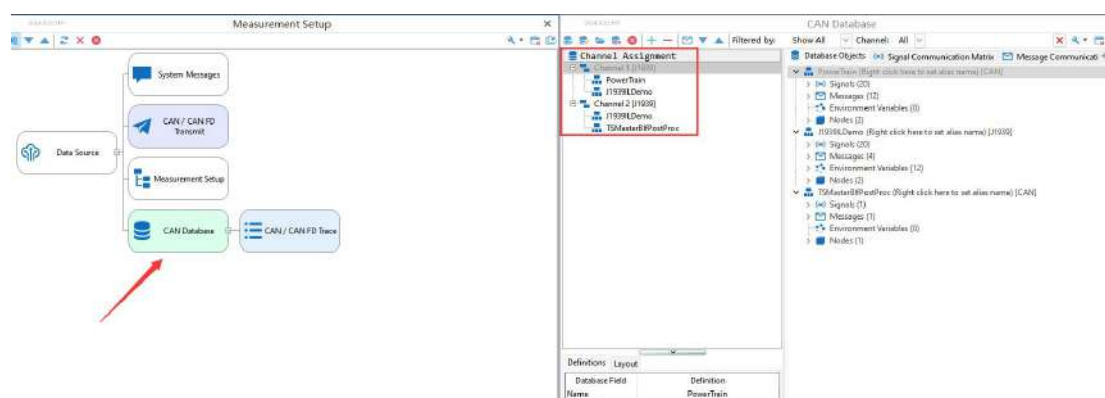 Measurement Setup
System Messages
CAN / CAN FD
Transmit
Data Source
Measurement Setup
CAN Database
CAN / CAN FD Trace
CAN Database
Filtered by:
Show All
Channel:
All
Channel Assignment
Channel 1 [J1939]
PowerTrain
J1939ILDemo
Channel 2 [J1939]
J1939ILDemo
TSMasterBlfPostProc
Database Objects
Signal Communication Matrix
Message Communicati
PowerTrain (Right click here to set alias name) [CAN]
Signals (20)
Messages (12)
Environment Variables (0)
Nodes (2)
J1939ILDemo (Right click here to set alias name) [J1939]
Signals (20)
Messages (4)
Environment Variables (12)
Nodes (2)
TSMasterBlfPostProc (Right click here to set alias name) [CAN]
Signals (1)
Messages (1)
Environment Variables (0)
Nodes (1)
Definitions
Layout
Database Field
Definition
Name
PowerTrain